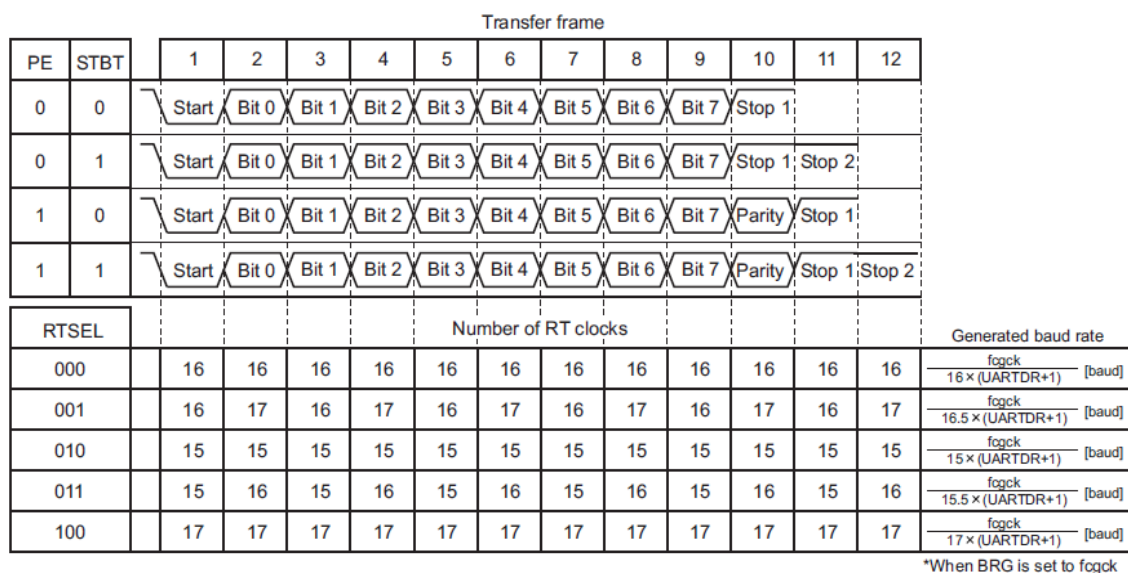 Transfer frame
PE STBT 1 2 3 4 5 6 7 8 9 10 11 12
0 0 Start Bit 0 Bit 1 Bit 2 Bit 3 Bit 4 Bit 5 Bit 6 Bit 7 Stop 1
0 1 Start Bit 0 Bit 1 Bit 2 Bit 3 Bit 4 Bit 5 Bit 6 Bit 7 Stop 1 Stop 2
1 0 Start Bit 0 Bit 1 Bit 2 Bit 3 Bit 4 Bit 5 Bit 6 Bit 7 Parity Stop 1
1 1 Start Bit 0 Bit 1 Bit 2 Bit 3 Bit 4 Bit 5 Bit 6 Bit 7 Parity Stop 1 Stop 2
RTSEL Number of RT clocks Generated baud rate
000 16 16 16 16 16 16 16 16 16 16 16 16 fcgck / 16×(UARTDR+1) [baud]
001 16 17 16 17 16 17 16 17 16 17 16 17 fcgck / 16.5×(UARTDR+1) [baud]
010 15 15 15 15 15 15 15 15 15 15 15 15 fcgck / 15×(UARTDR+1) [baud]
011 15 16 15 16 15 16 15 16 15 16 15 16 fcgck / 15.5×(UARTDR+1) [baud]
100 17 17 17 17 17 17 17 17 17 17 17 17 fcgck / 17×(UARTDR+1) [baud]
*When BRG is set to fcgck